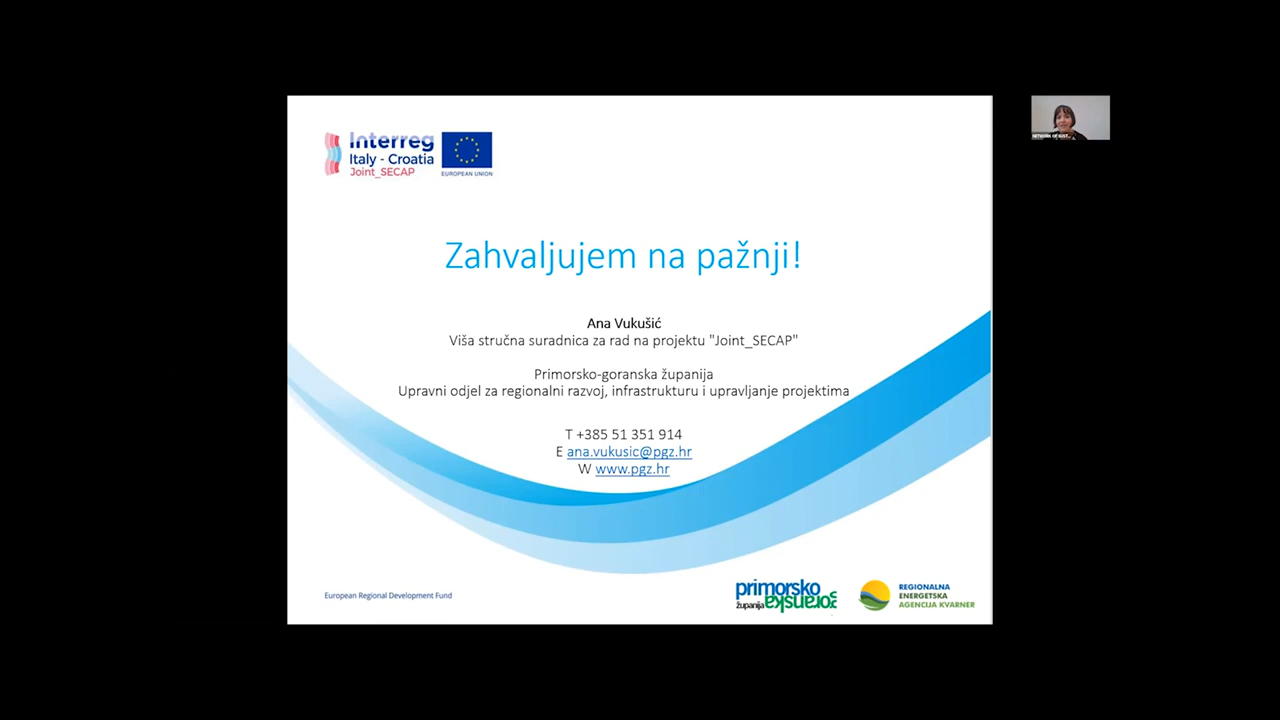 Interreg
Italy - Croatia
Joint_SECAP
EUROPEAN UNION
Zahvaljujem na pažnji!
Ana Vukušić
Viša stručna suradnica za rad na projektu "Joint_SECAP"
Primorsko-goranska županija
Upravni odjel za regionalni razvoj, infrastrukturu i upravljanje projektima
T +385 51 351 914
E ana.vukusic@pgz.hr
W www.pgz.hr
European Regional Development Fund
primorsko
goranska
županija
REGIONALNA
ENERGETSKA
AGENCIJA KVARNER
NETWORK OF